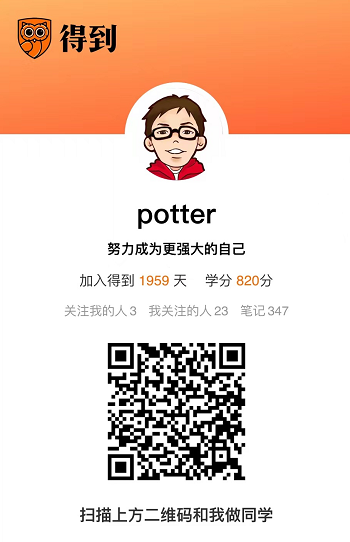 得到
potter
努力成为更强大的自己
加入得到 1959 天 学分 820分
关注我的人 3 我关注的人 23 笔记 347
扫描上方二维码和我做同学